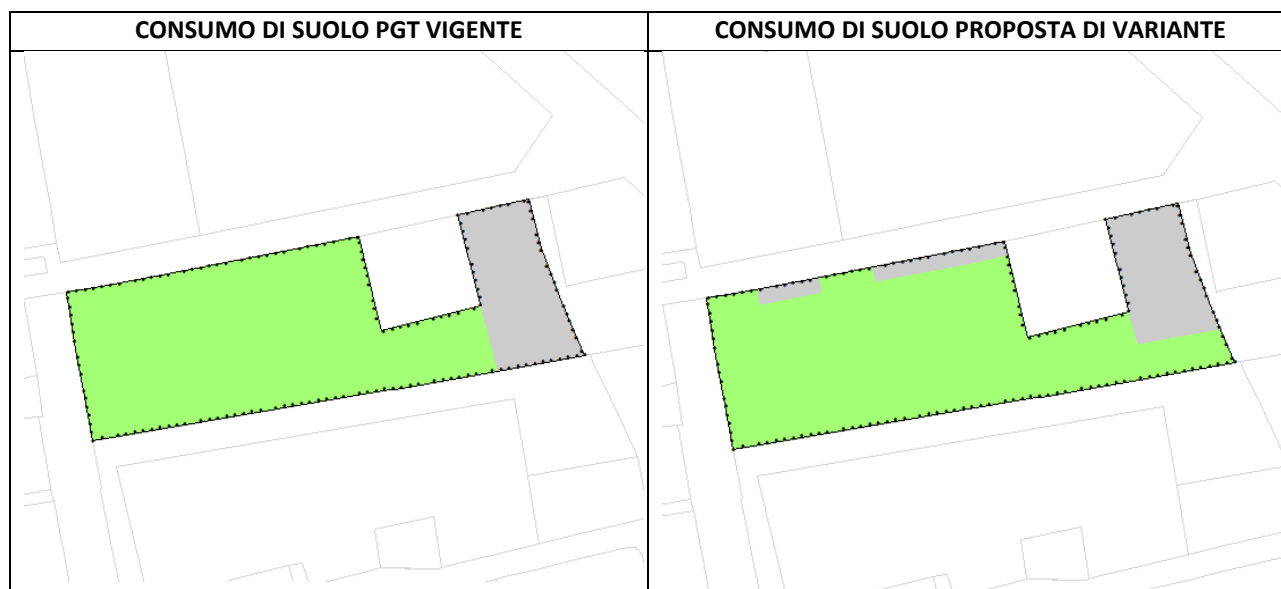 CONSUMO DI SUOLO PGT VIGENTE
CONSUMO DI SUOLO PROPOSTA DI VARIANTE